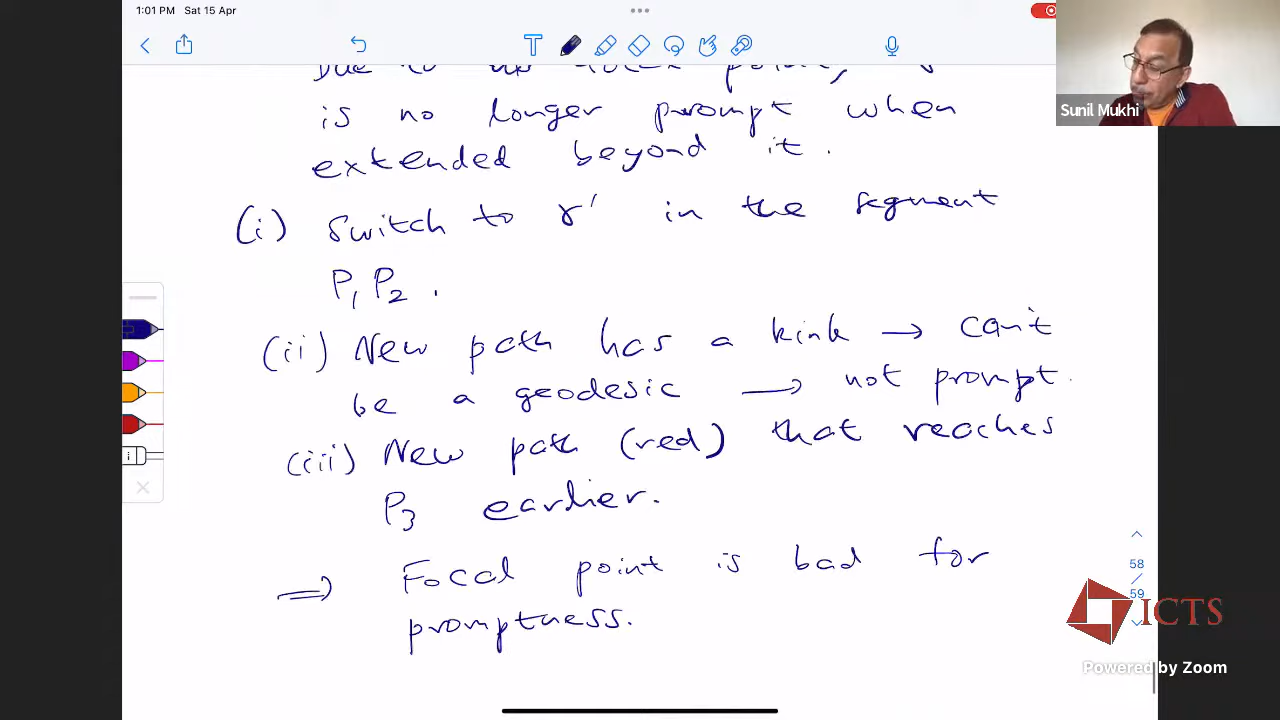 1:01 PM Sat 15 Apr
Due to
is no longer prompt when
extended beyond it.
(i) Switch to γ' in the segment
P1 P2.
(ii) New path has a kink → can't
be a geodesic → not prompt.
(iii) New path (red) that reaches
P3 earlier.
⇒ Focal point is bad for
promptness.
Sunil Mukhi
58
/
59
ICTS
Powered by Zoom